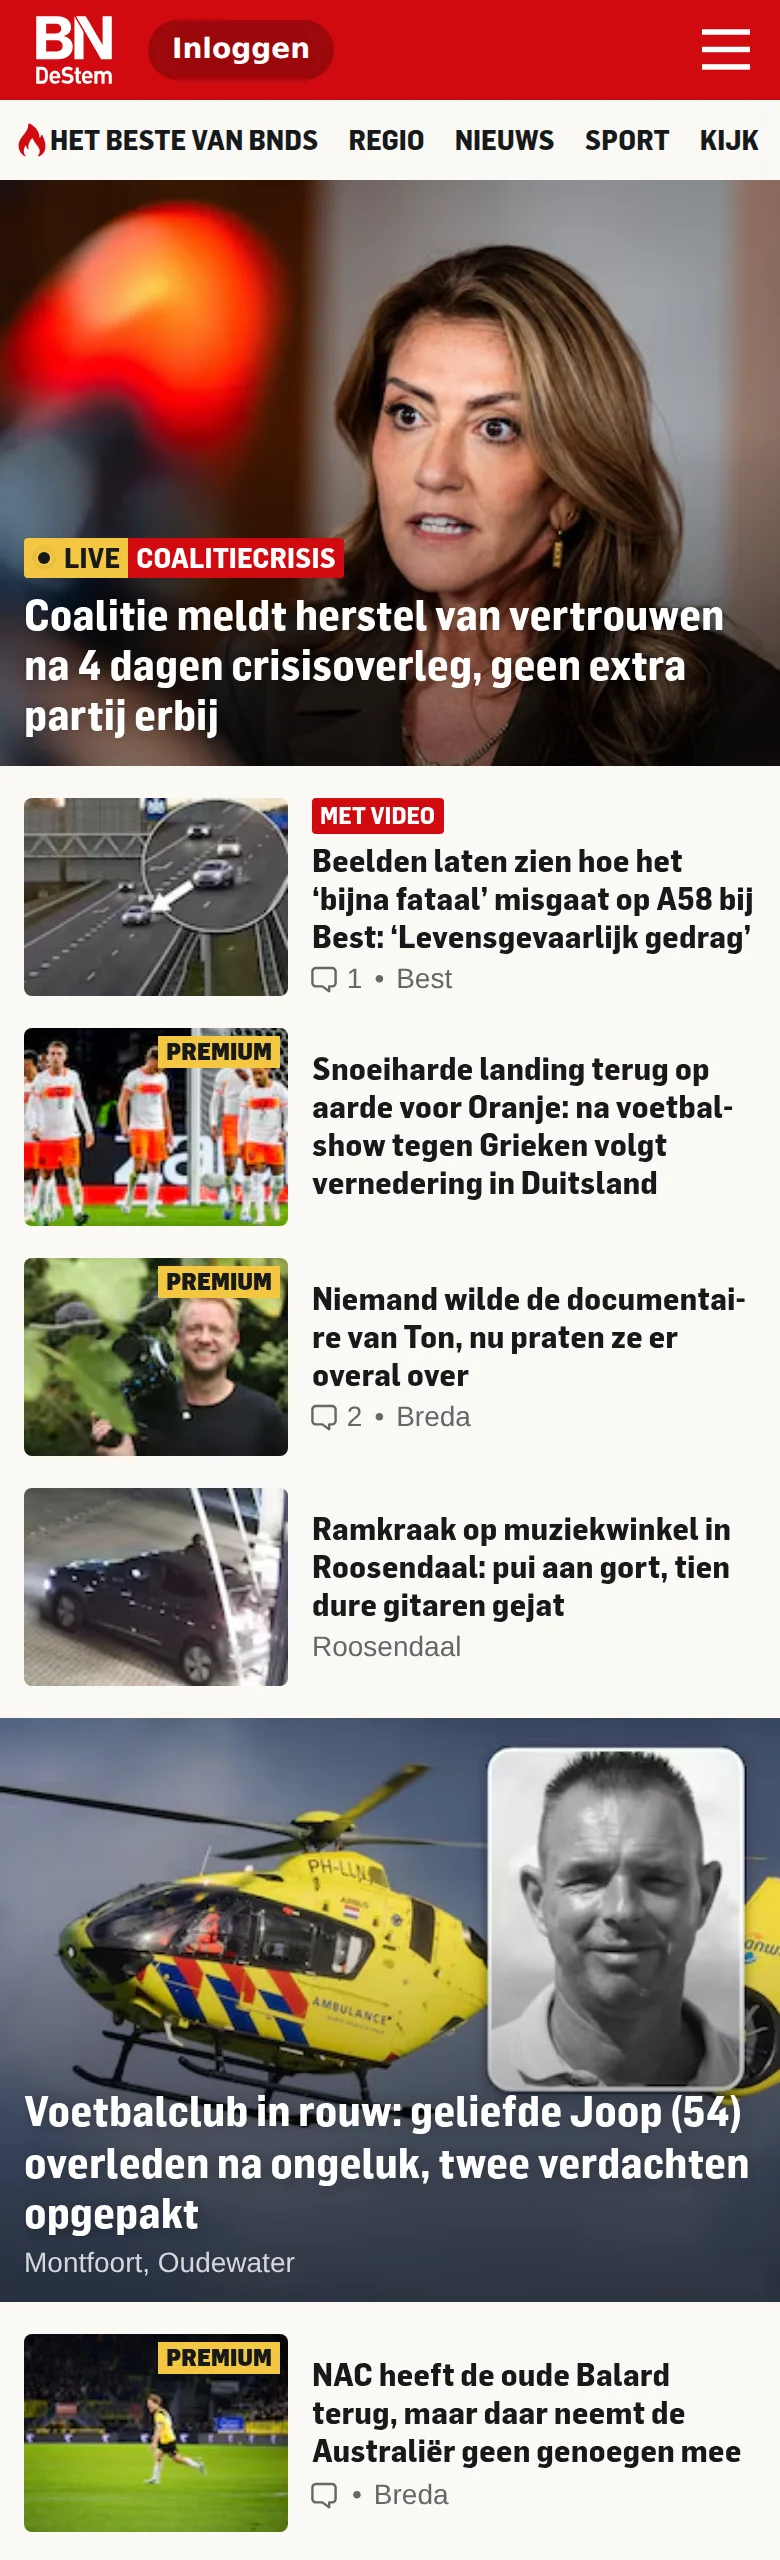 BN
DeStem
Inloggen
HET BESTE VAN BNDS REGIO NIEUWS SPORT KIJK
LIVE COALITIECRISIS
Coalitie meldt herstel van vertrouwen
na 4 dagen crisisoverleg, geen extra
partij erbij
MET VIDEO
Beelden laten zien hoe het
‘bijna fataal’ misgaat op A58 bij
Best: ‘Levensgevaarlijk gedrag’
1 • Best
PREMIUM
Snoeiharde landing terug op
aarde voor Oranje: na voetbal-
show tegen Grieken volgt
vernedering in Duitsland
PREMIUM
Niemand wilde de documentai-
re van Ton, nu praten ze er
overal over
2 • Breda
Ramkraak op muziekwinkel in
Roosendaal: pui aan gort, tien
dure gitaren gejat
Roosendaal
PH-LLN
AIRBUS
anwb
AMBULANCE
Voetbalclub in rouw: geliefde Joop (54)
overleden na ongeluk, twee verdachten
opgepakt
Montfoort, Oudewater
PREMIUM
NAC heeft de oude Balard
terug, maar daar neemt de
Australiër geen genoegen mee
• Breda